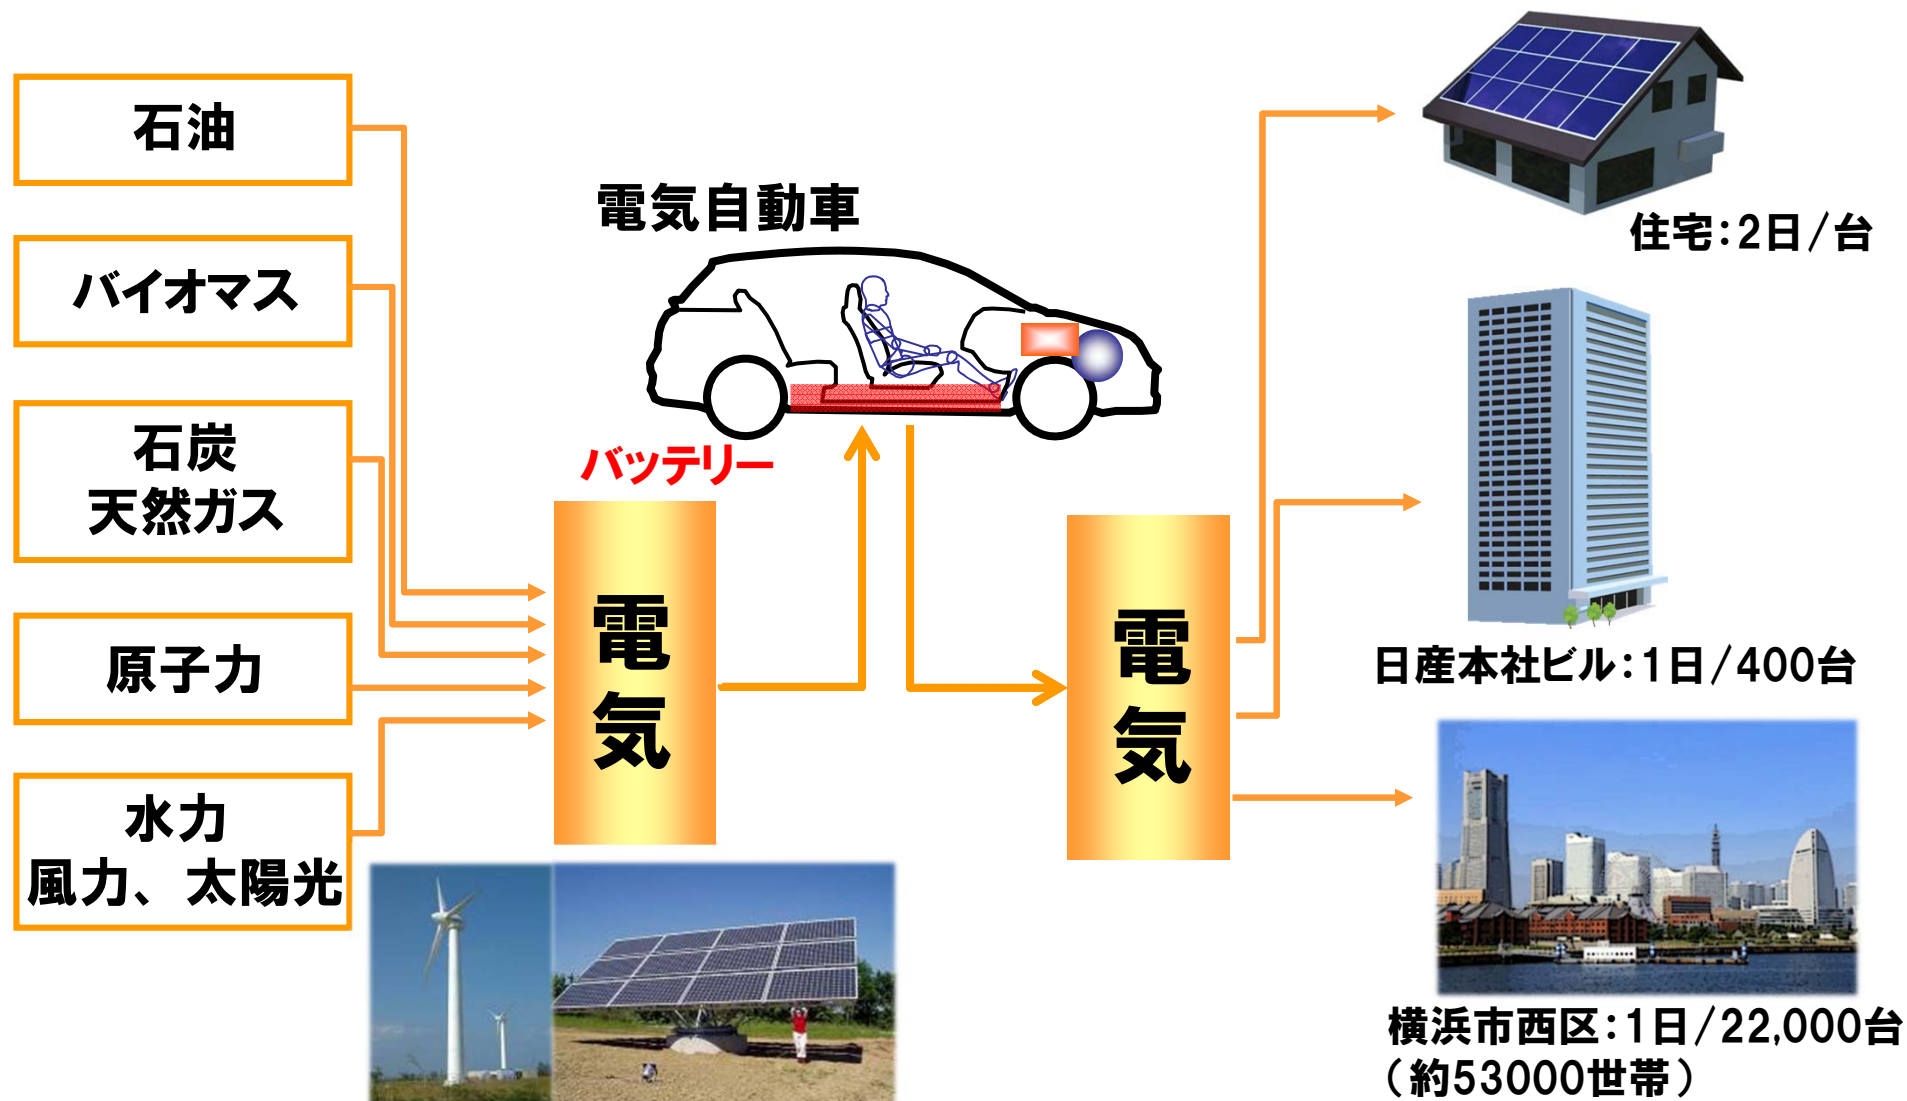 石油
バイオマス
石炭
天然ガス
原子力
水力
風力、太陽光
電気自動車
バッテリー
電気
電気
住宅：2日/台
日産本社ビル：1日/400台
横浜市西区：1日/22,000台
（約53000世帯）